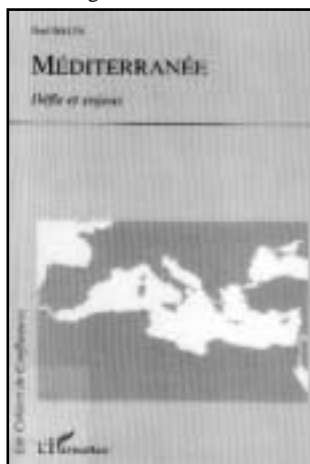 MÉDITERRANÉE
Défis et enjeux
Les Cahiers de Confluences
L'Harmattan